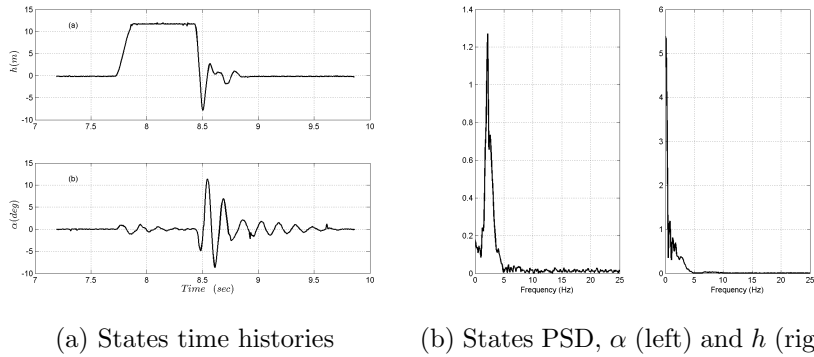 15
10
5
0
-5
-10
h(m)
(a)
7 7.5 8 8.5 9 9.5 10
15
10
5
0
-5
-10
α(deg)
(b)
7 7.5 8 8.5 9 9.5 10
Time (sec)
1.4
1.2
1
0.8
0.6
0.4
0.2
0
0 5 10 15 20 25
Frequency (Hz)
6
5
4
3
2
1
0
0 5 10 15 20 25
Frequency (Hz)
(a) States time histories
(b) States PSD, α (left) and h (rig